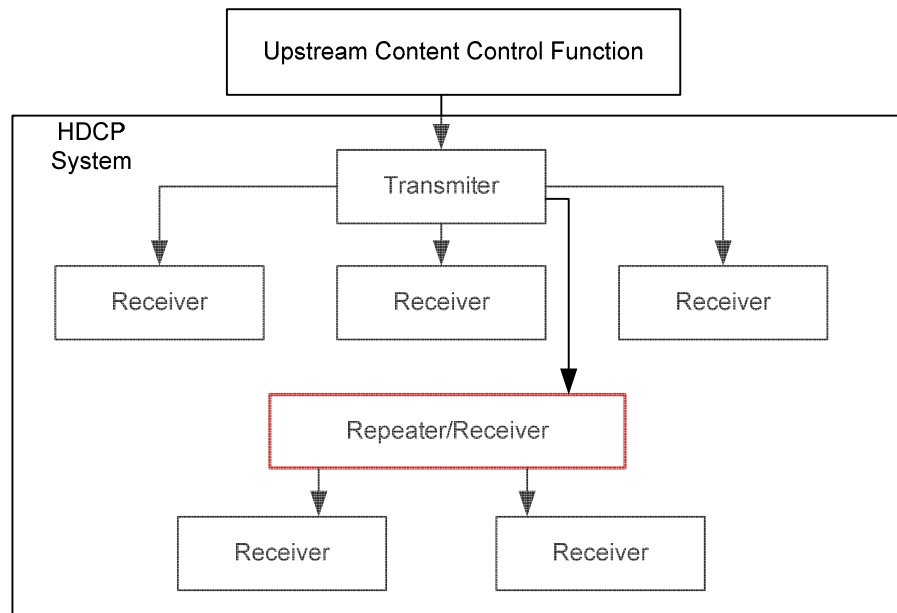 Upstream Content Control Function
HDCP
System
Transmiter
Receiver
Receiver
Receiver
Repeater/Receiver
Receiver
Receiver